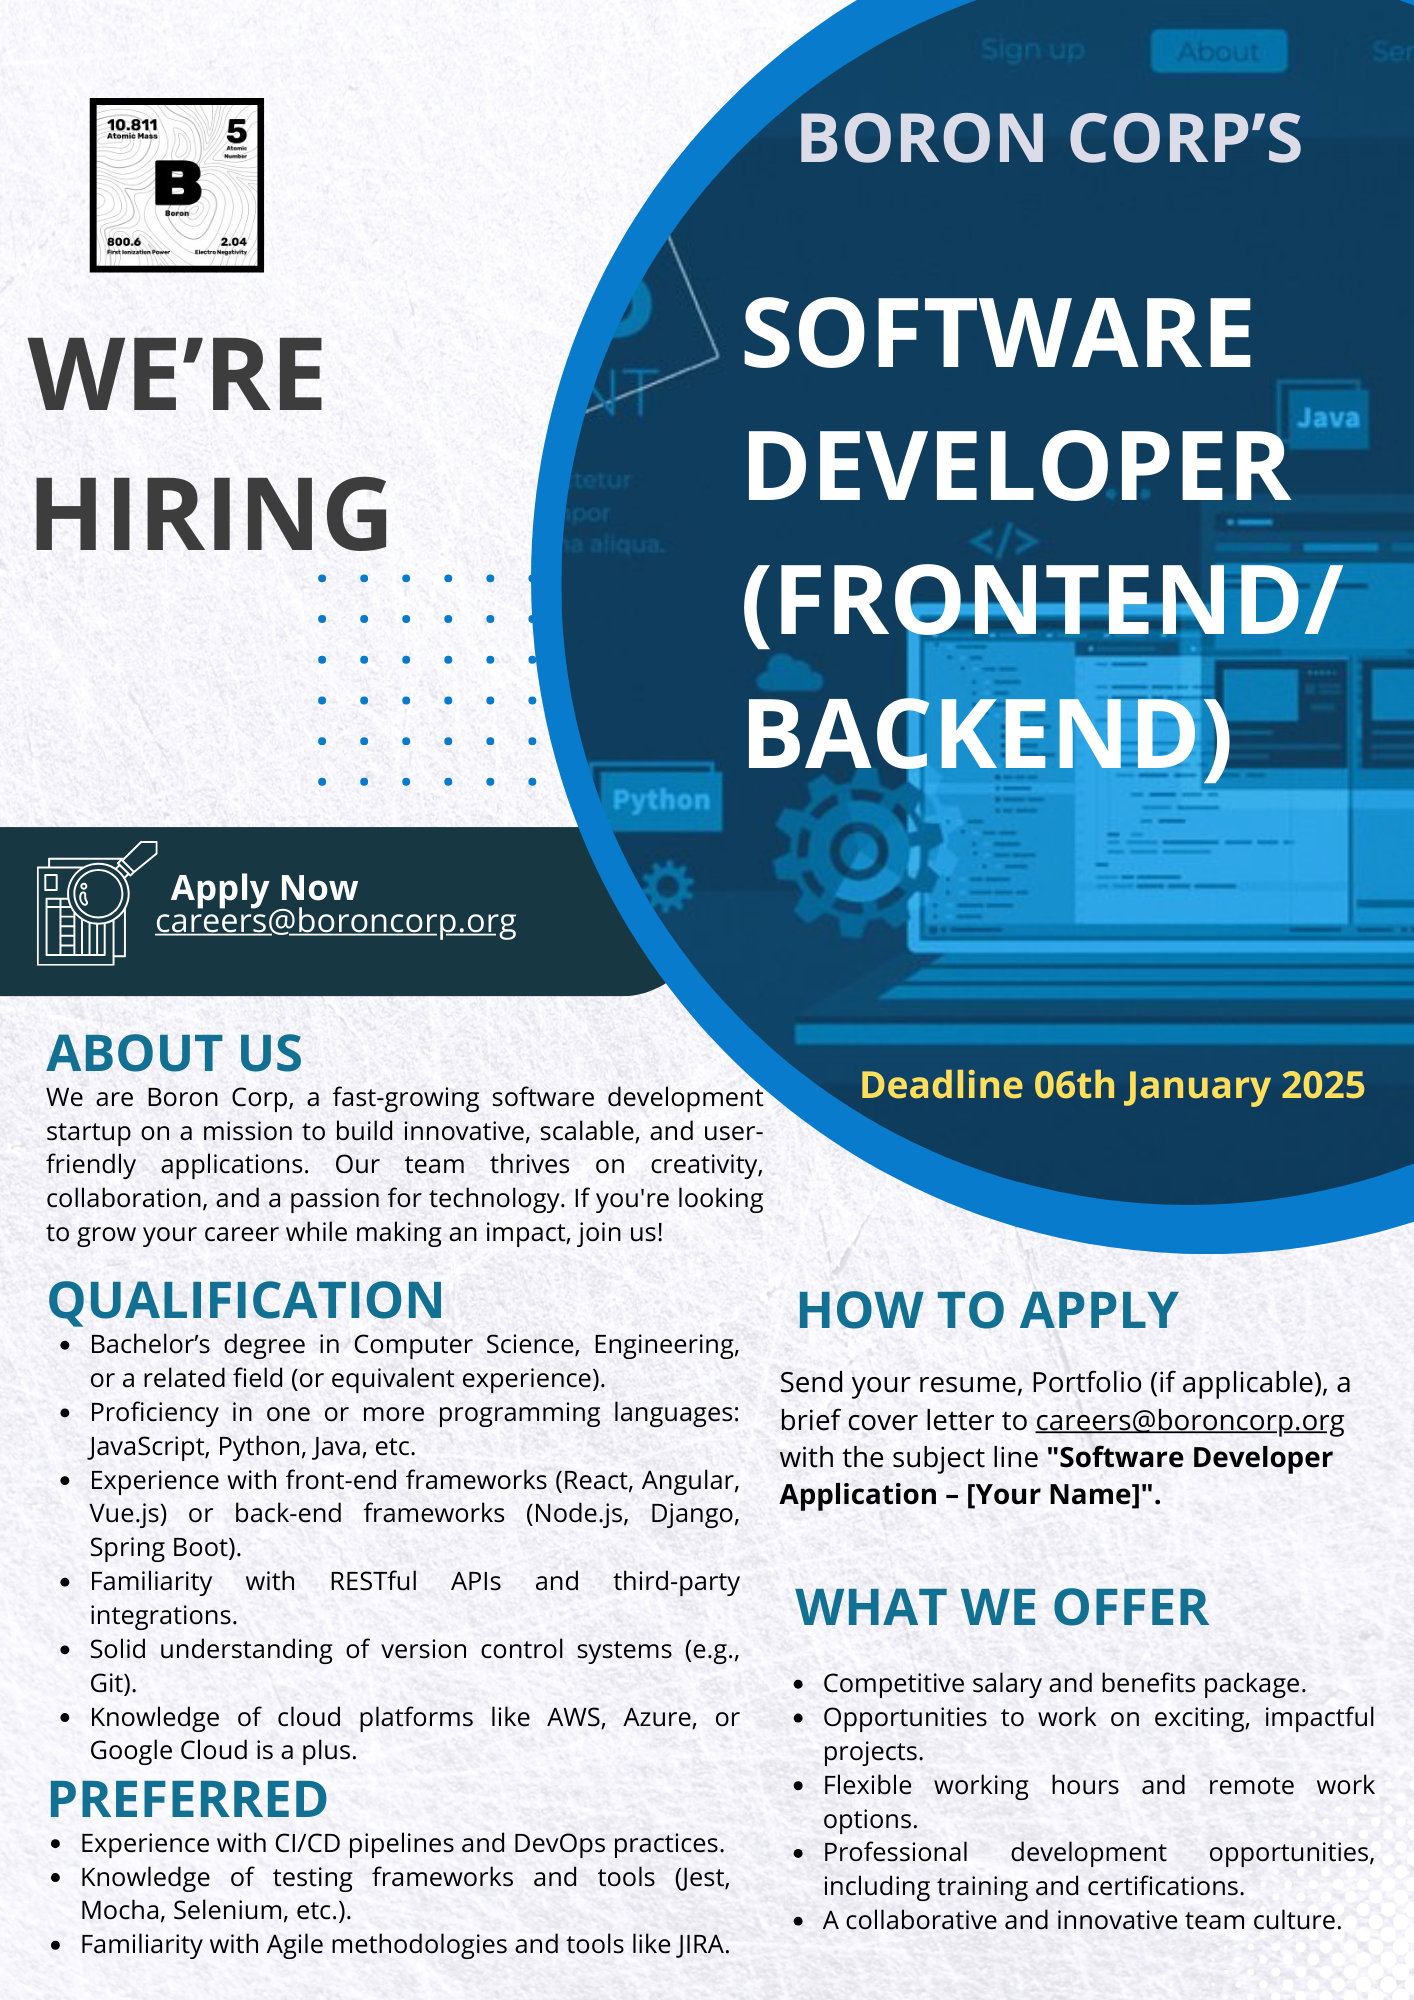 Sign up
About
BORON CORP’S
10.811
Atomic Mass
5
Atomic
Number
B
Boron
800.6
First Ionization Power
2.04
Electro Negativity
WE’RE
HIRING
SOFTWARE
DEVELOPER
(FRONTEND/
BACKEND)
Java
</>
aliqua.
Python
Apply Now
careers@boroncorp.org
Deadline 06th January 2025
ABOUT US
We are Boron Corp, a fast-growing software development
startup on a mission to build innovative, scalable, and user-
friendly applications. Our team thrives on creativity,
collaboration, and a passion for technology. If you're looking
to grow your career while making an impact, join us!
QUALIFICATION
• Bachelor’s degree in Computer Science, Engineering,
or a related field (or equivalent experience).
• Proficiency in one or more programming languages:
JavaScript, Python, Java, etc.
• Experience with front-end frameworks (React, Angular,
Vue.js) or back-end frameworks (Node.js, Django,
Spring Boot).
• Familiarity with RESTful APIs and third-party
integrations.
• Solid understanding of version control systems (e.g.,
Git).
• Knowledge of cloud platforms like AWS, Azure, or
Google Cloud is a plus.
PREFERRED
• Experience with CI/CD pipelines and DevOps practices.
• Knowledge of testing frameworks and tools (Jest,
Mocha, Selenium, etc.).
• Familiarity with Agile methodologies and tools like JIRA.
HOW TO APPLY
Send your resume, Portfolio (if applicable), a
brief cover letter to careers@boroncorp.org
with the subject line "Software Developer
Application – [Your Name]".
WHAT WE OFFER
• Competitive salary and benefits package.
• Opportunities to work on exciting, impactful
projects.
• Flexible working hours and remote work
options.
• Professional development opportunities,
including training and certifications.
• A collaborative and innovative team culture.